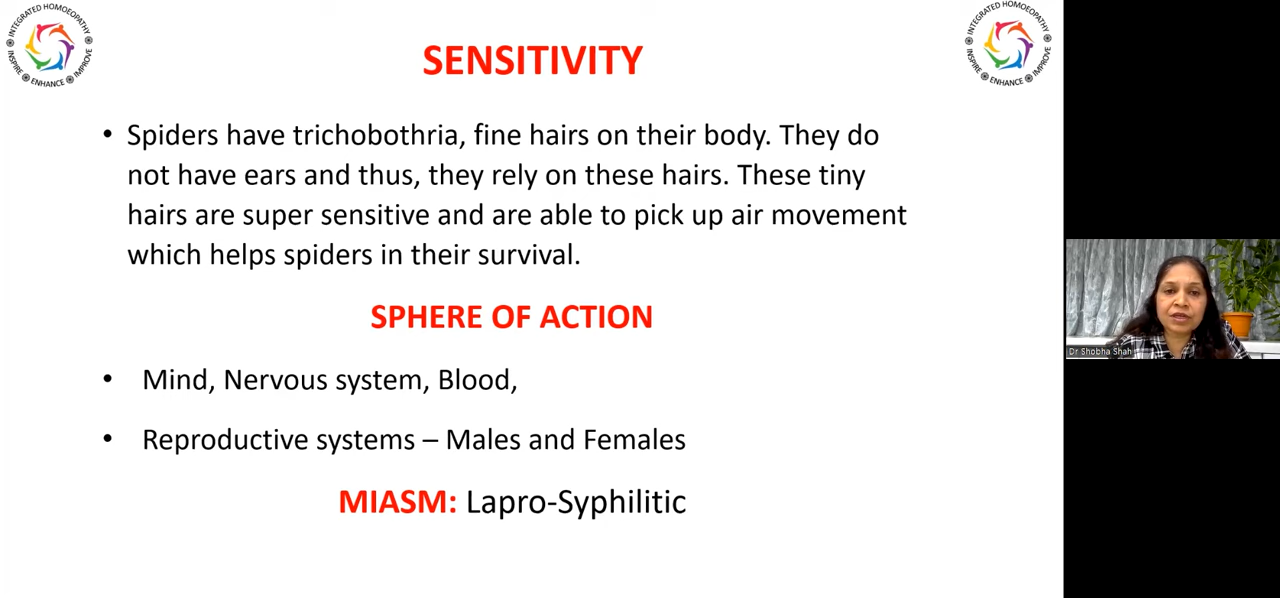 INTEGRATED HOMOEOPATHY
INSPIRE ENHANCE IMPROVE
INTEGRATED HOMOEOPATHY
INSPIRE ENHANCE IMPROVE
SENSITIVITY
• Spiders have trichobothria, fine hairs on their body. They do
not have ears and thus, they rely on these hairs. These tiny
hairs are super sensitive and are able to pick up air movement
which helps spiders in their survival.
SPHERE OF ACTION
• Mind, Nervous system, Blood,
• Reproductive systems – Males and Females
MIASM: Lapro-Syphilitic
Dr Shobha Shah